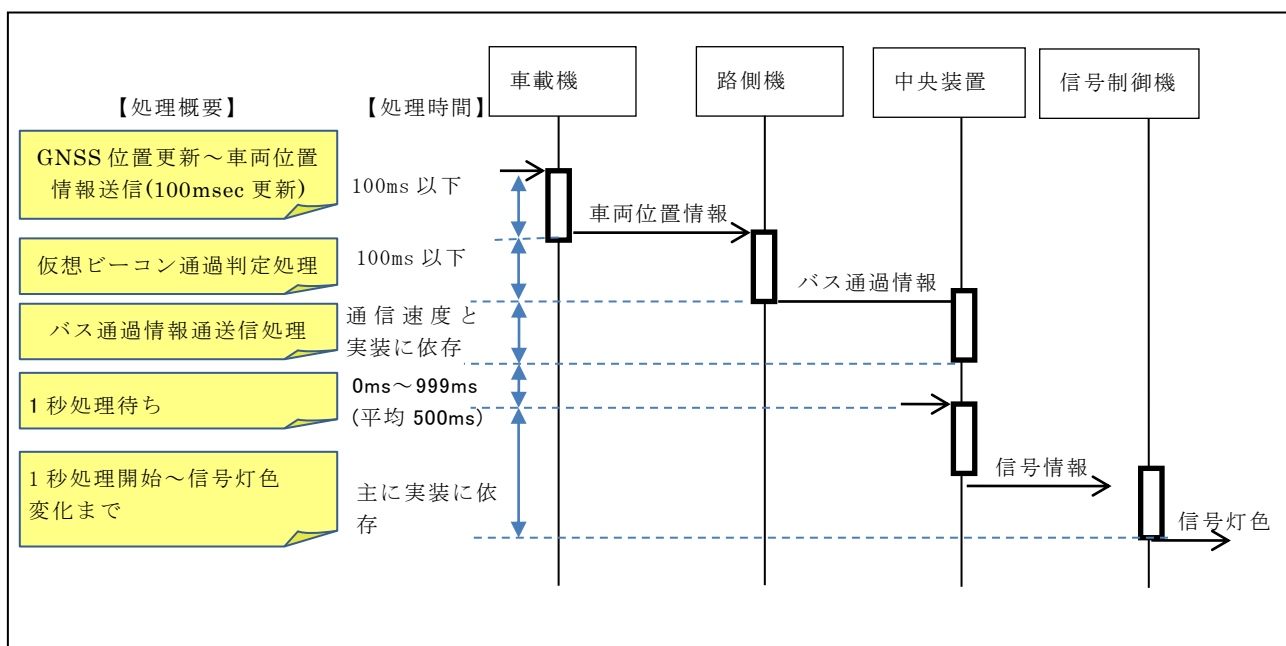 車載機
路側機
中央装置
信号制御機
【処理概要】
【処理時間】
GNSS 位置更新～車両位置
情報送信(100msec 更新)
100ms 以下
車両位置情報
仮想ビーコン通過判定処理
100ms 以下
バス通過情報
バス通過情報通送信処理
通信速度と
実装に依存
1 秒処理待ち
0ms～999ms
(平均 500ms)
1 秒処理開始～信号灯色
変化まで
主に実装に依
存
信号情報
信号灯色